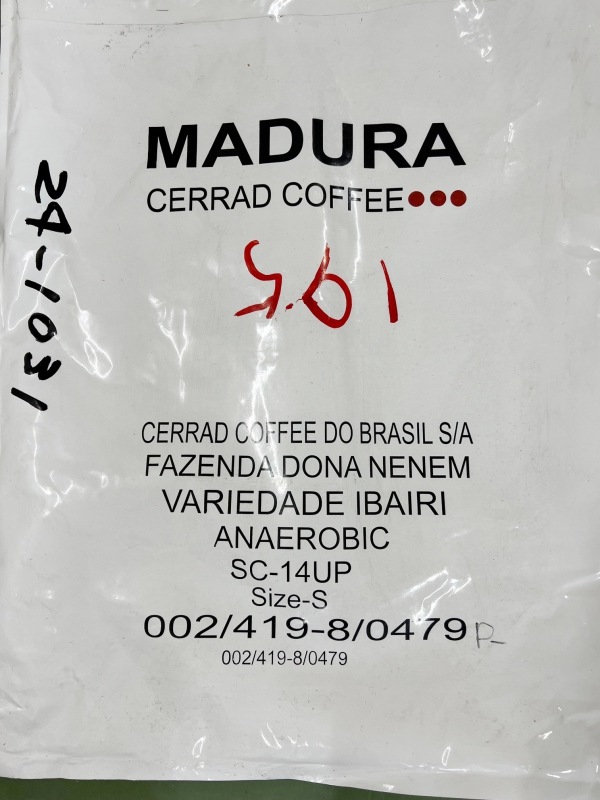 MADURA
CERRAD COFFEE
24-1031
CERRAD COFFEE DO BRASIL S/A
FAZENDA DONA NENEM
VARIEDADE IBAIRI
ANAEROBIC
SC-14UP
Size-S
002/419-8/0479 P-
002/419-8/0479